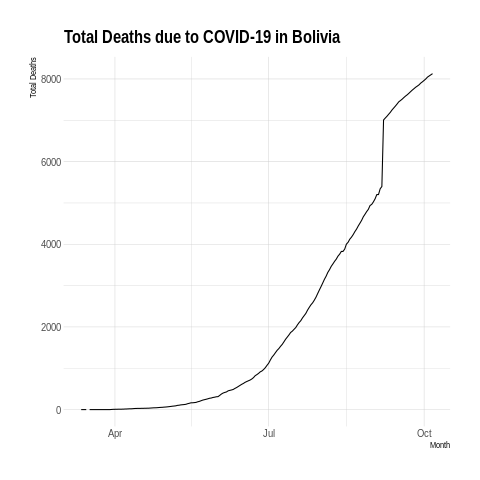 Total Deaths due to COVID-19 in Bolivia
Total Deaths
8000
6000
4000
2000
0
Apr
Jul
Oct
Month